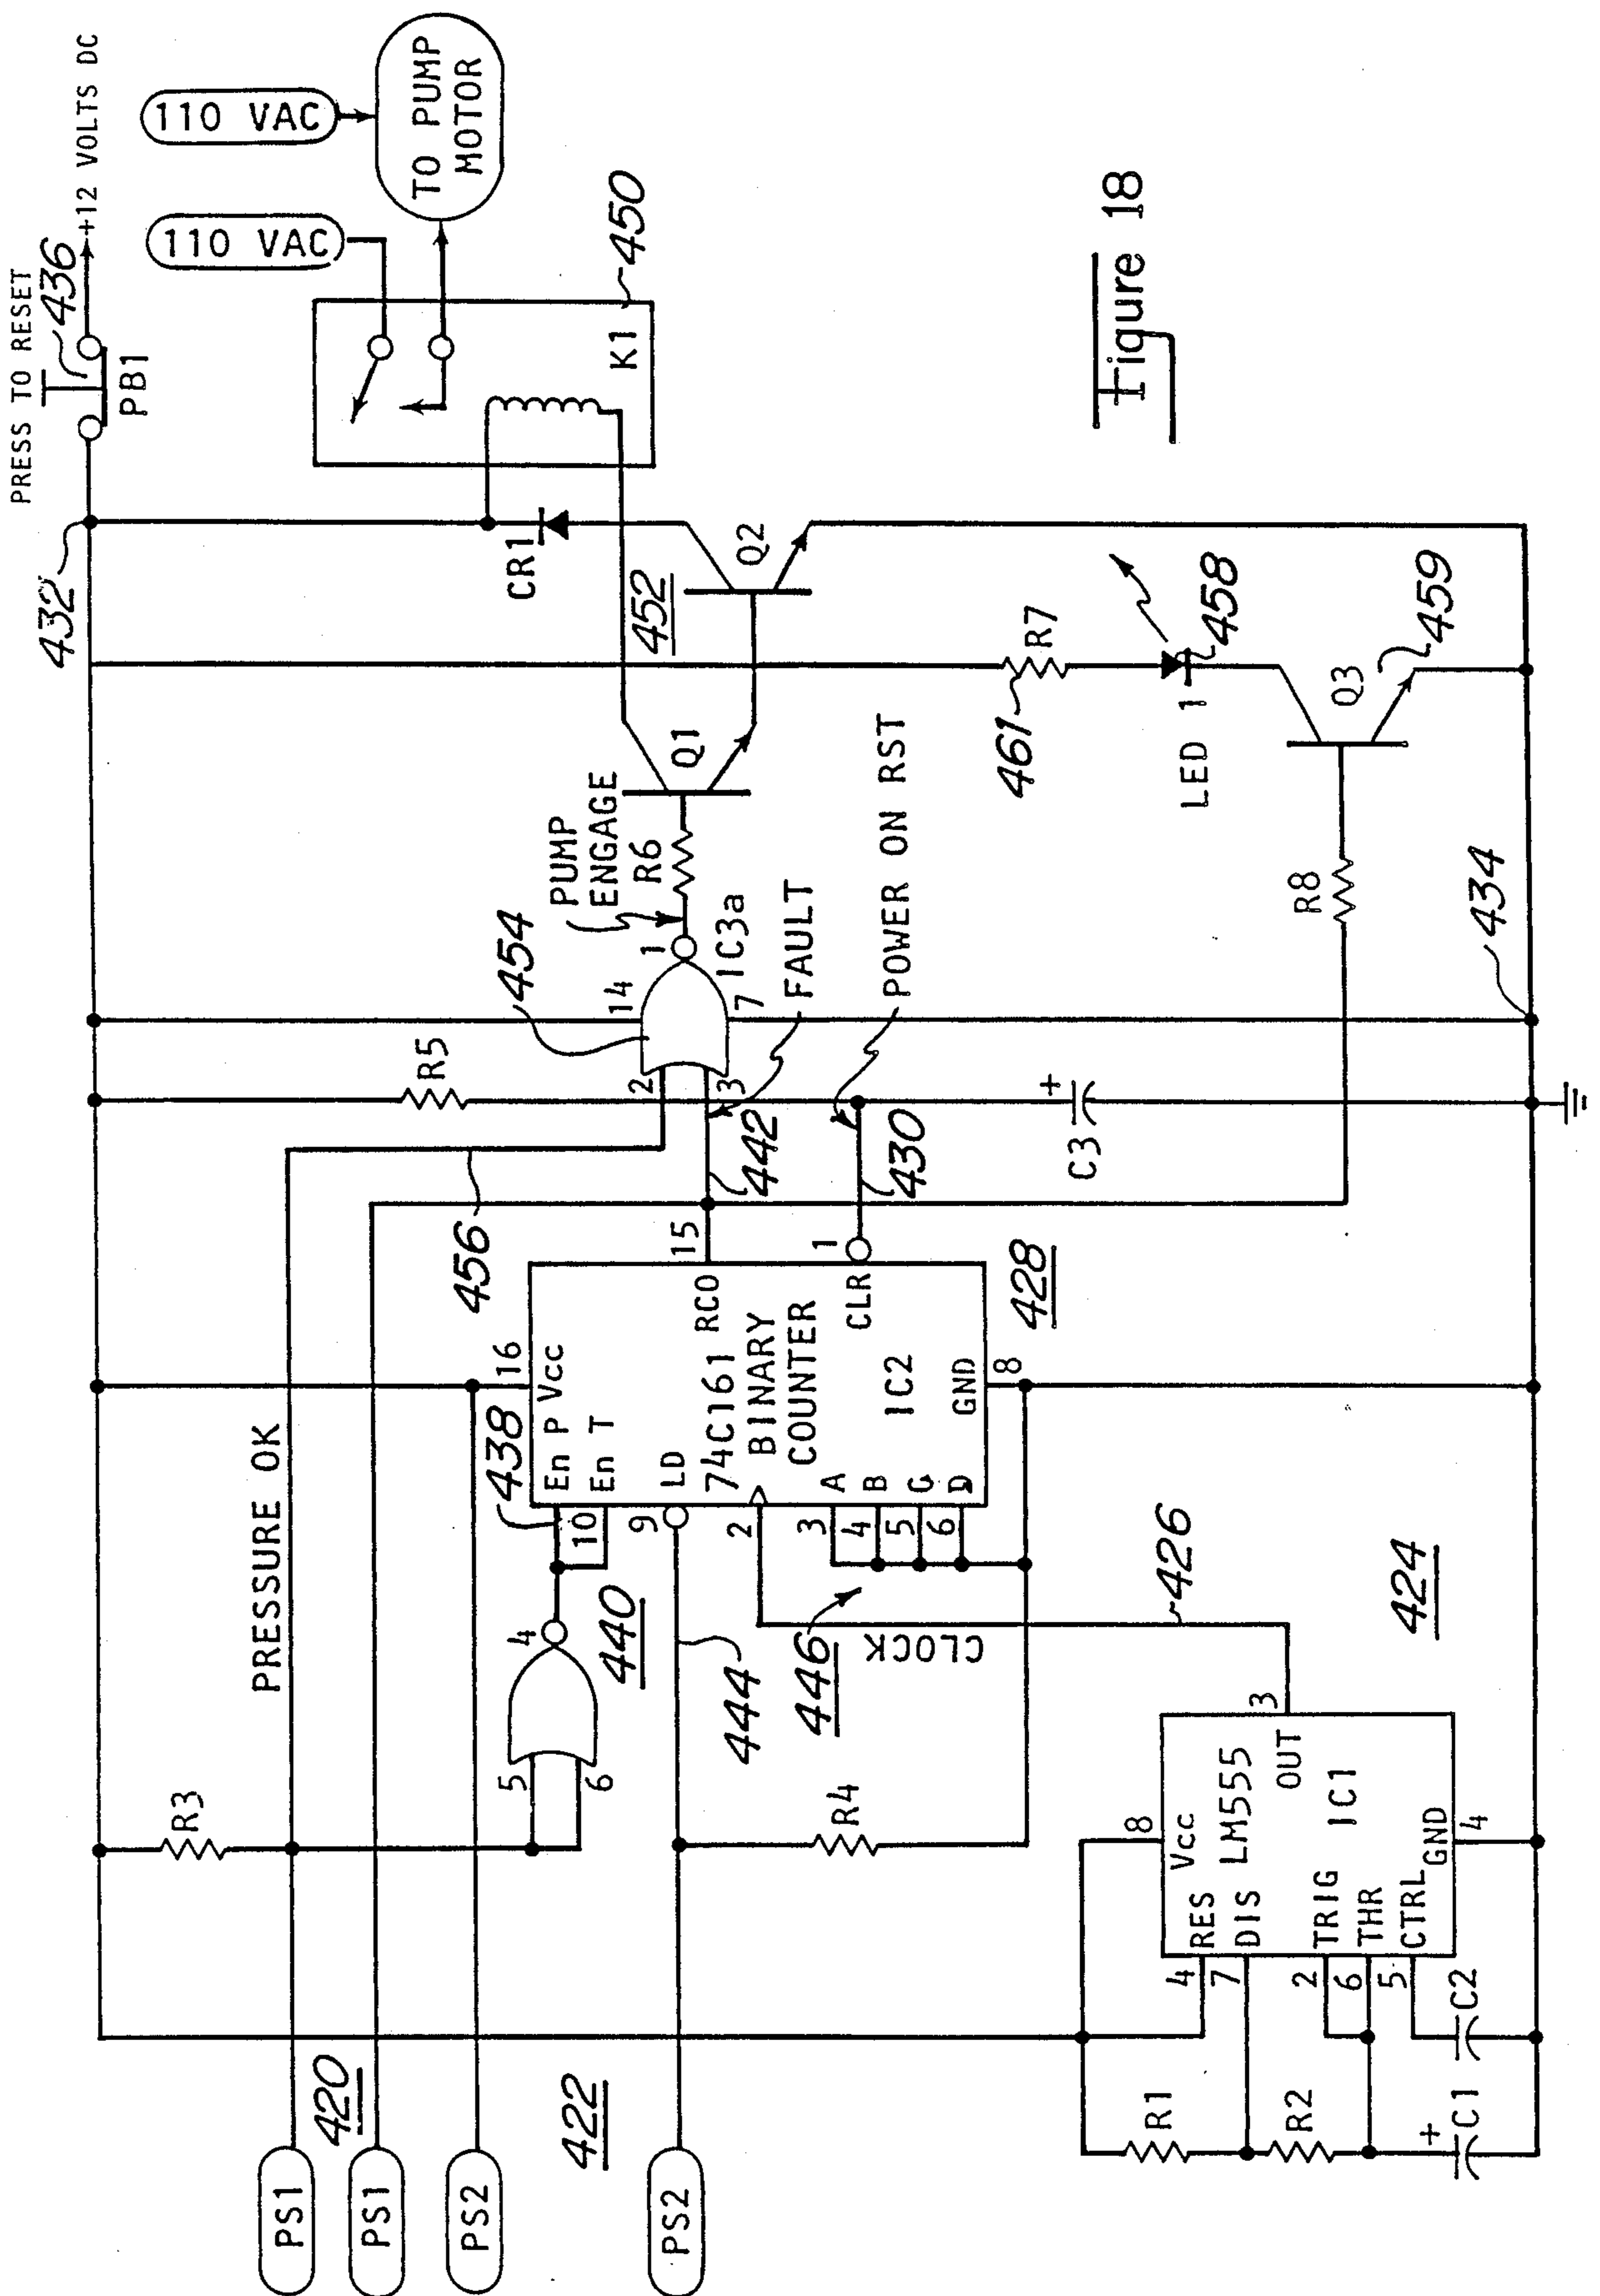 PRESS TO RESET
436
+12 VOLTS DC
PB1
432
110 VAC
110 VAC
TO PUMP
MOTOR
450
K1
CR1
452
Q2
Q1
PUMP
ENGAGE
R6
454
14
1
IC3a
2
3
7
R5
456
442
FAULT
POWER ON RST
430
461
R7
LED 1
458
Q3
459
R8
434
C3
+
Figure 18
PRESSURE OK
R3
PS1
420
PS1
PS2
422
PS2
5
6
4
440
438
10
9
444
2
3
4
5
6
446
CLOCK
426
R4
16
Vcc
En P
En T
LD
RCO
15
74C161
BINARY
COUNTER
CLR
1
A
B
C
D
IC2
GND
8
428
424
8
Vcc
RES
4
DIS
7
LM555
OUT
3
TRIG
2
THR
6
IC1
CTRL
5
GND
4
R1
R2
+
C1
C2